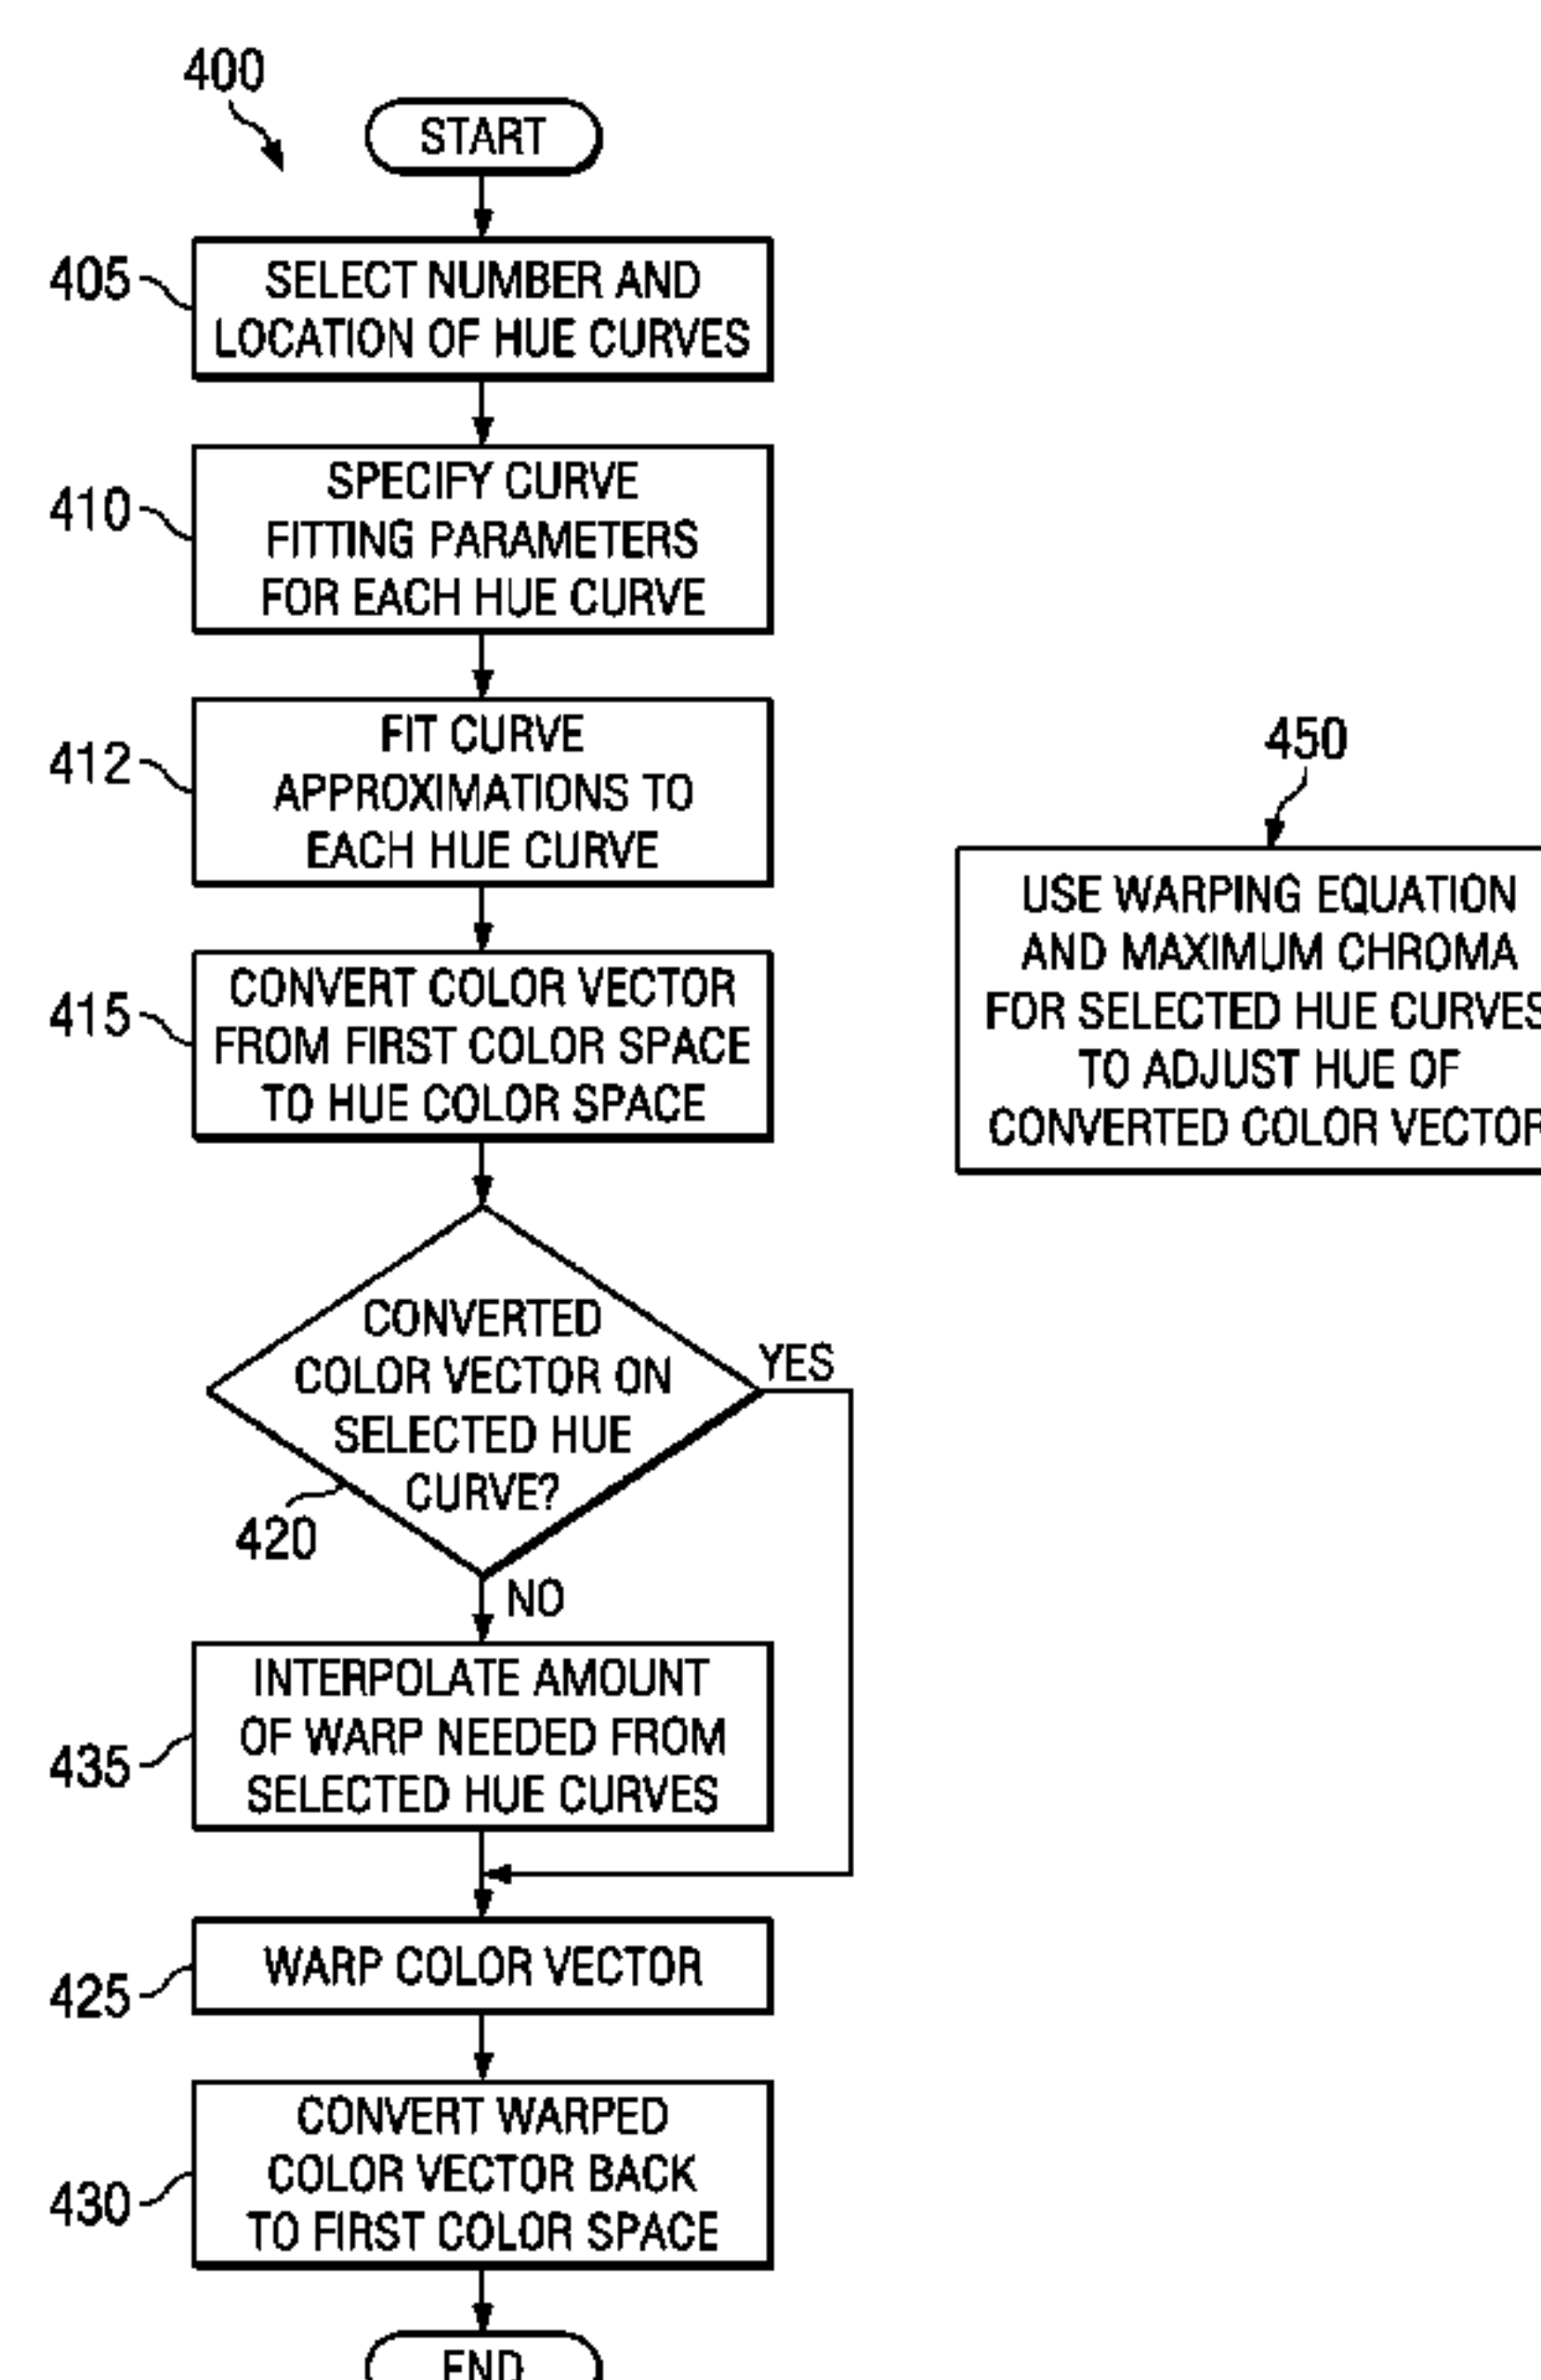 400
START
405
SELECT NUMBER AND
LOCATION OF HUE CURVES
410
SPECIFY CURVE
FITTING PARAMETERS
FOR EACH HUE CURVE
412
FIT CURVE
APPROXIMATIONS TO
EACH HUE CURVE
415
CONVERT COLOR VECTOR
FROM FIRST COLOR SPACE
TO HUE COLOR SPACE
CONVERTED
COLOR VECTOR ON
SELECTED HUE
CURVE?
YES
420
NO
435
INTERPOLATE AMOUNT
OF WARP NEEDED FROM
SELECTED HUE CURVES
425
WARP COLOR VECTOR
430
CONVERT WARPED
COLOR VECTOR BACK
TO FIRST COLOR SPACE
END
450
USE WARPING EQUATION
AND MAXIMUM CHROMA
FOR SELECTED HUE CURVES
TO ADJUST HUE OF
CONVERTED COLOR VECTOR